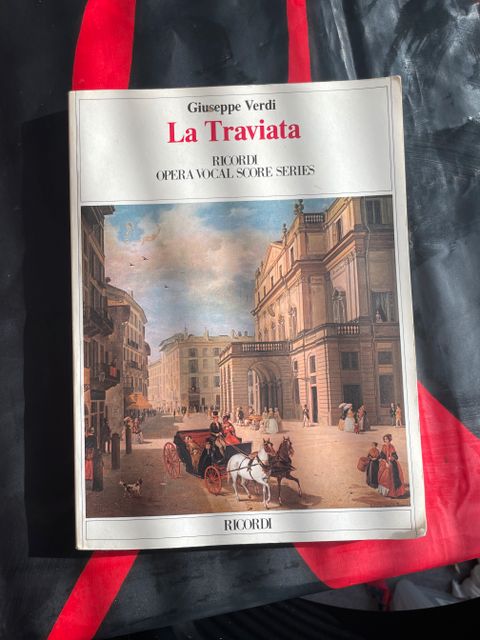 Giuseppe Verdi
La Traviata
RICORDI
OPERA VOCAL SCORE SERIES
RICORDI